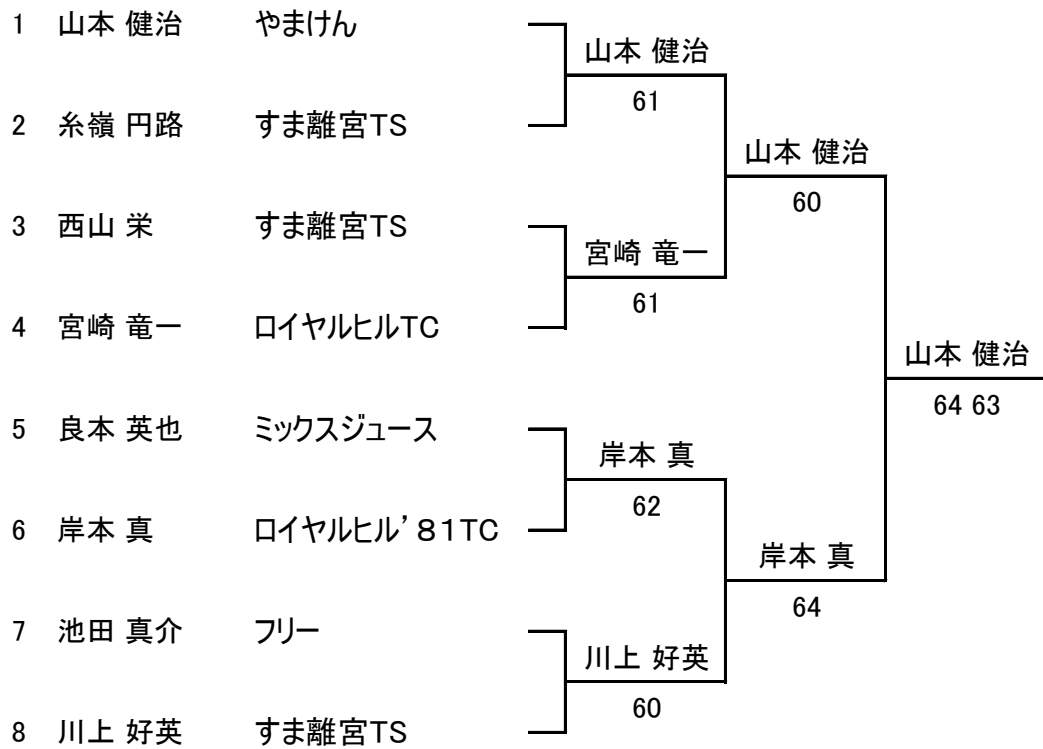 1 山本 健治 やまけん
山本 健治
61
2 糸嶺 円路 すま離宮TS
山本 健治
60
3 西山 栄 すま離宮TS
宮崎 竜一
61
4 宮崎 竜一 ロイヤルヒルTC
山本 健治
64 63
5 良本 英也 ミックスジュース
岸本 真
62
6 岸本 真 ロイヤルヒル’81TC
岸本 真
64
7 池田 真介 フリー
川上 好英
60
8 川上 好英 すま離宮TS